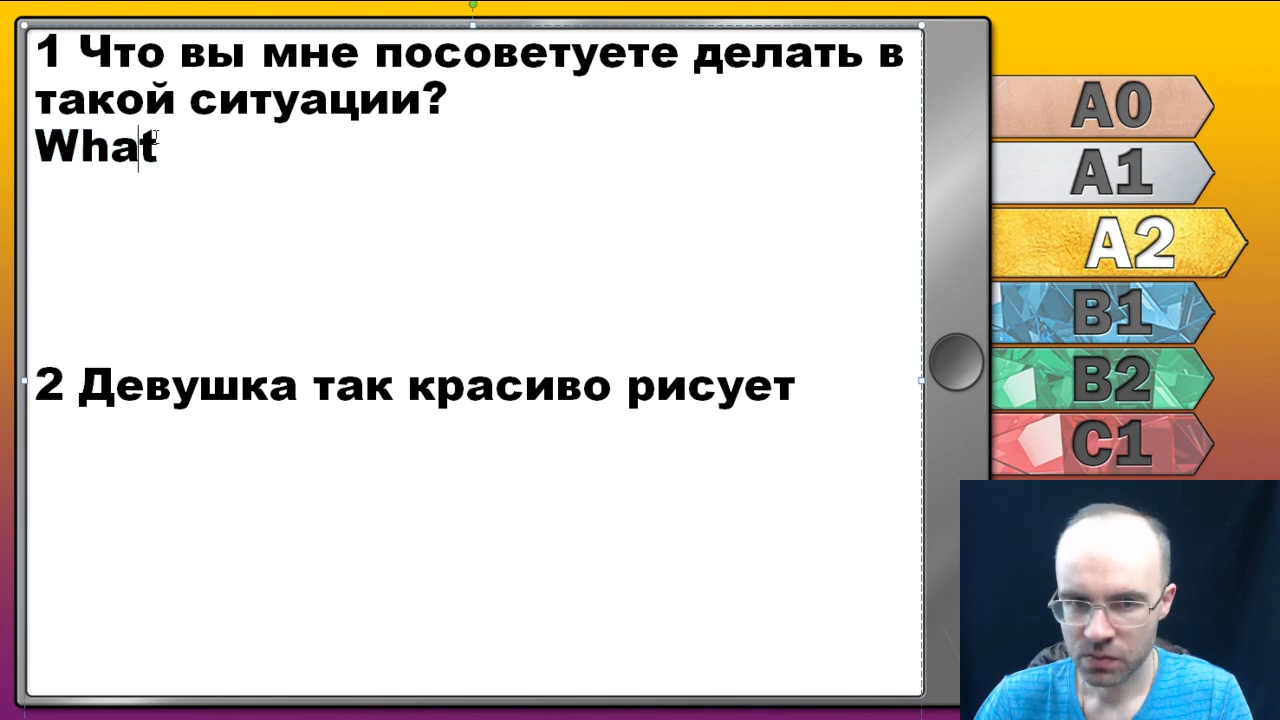 1 Что вы мне посоветуете делать в
такой ситуации?
What
2 Девушка так красиво рисует
A0
A1
A2
B1
B2
C1